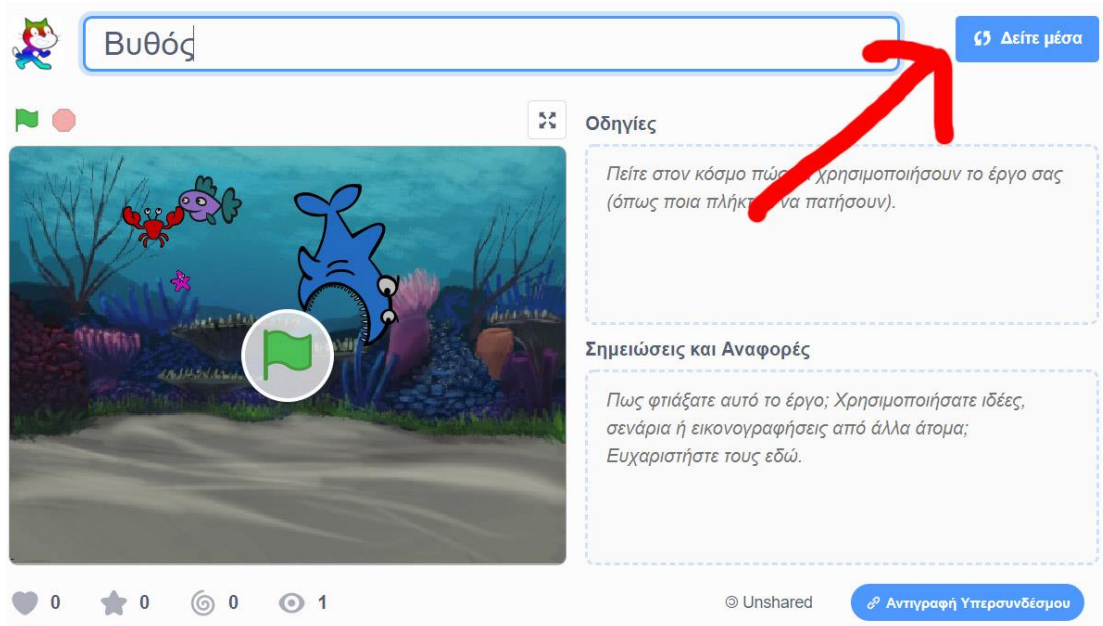 Βυθός
Δείτε μέσα
Οδηγίες
Πείτε στον κόσμο πώς χρησιμοποιήσουν το έργο σας
(όπως ποια πλήκτ να πατήσουν).
Σημειώσεις και Αναφορές
Πως φτιάξατε αυτό το έργο; Χρησιμοποιήσατε ιδέες,
σενάρια ή εικονογραφήσεις από άλλα άτομα;
Ευχαριστήστε τους εδώ.
0
0
0
1
Unshared
Αντιγραφή Υπερσυνδέσμου